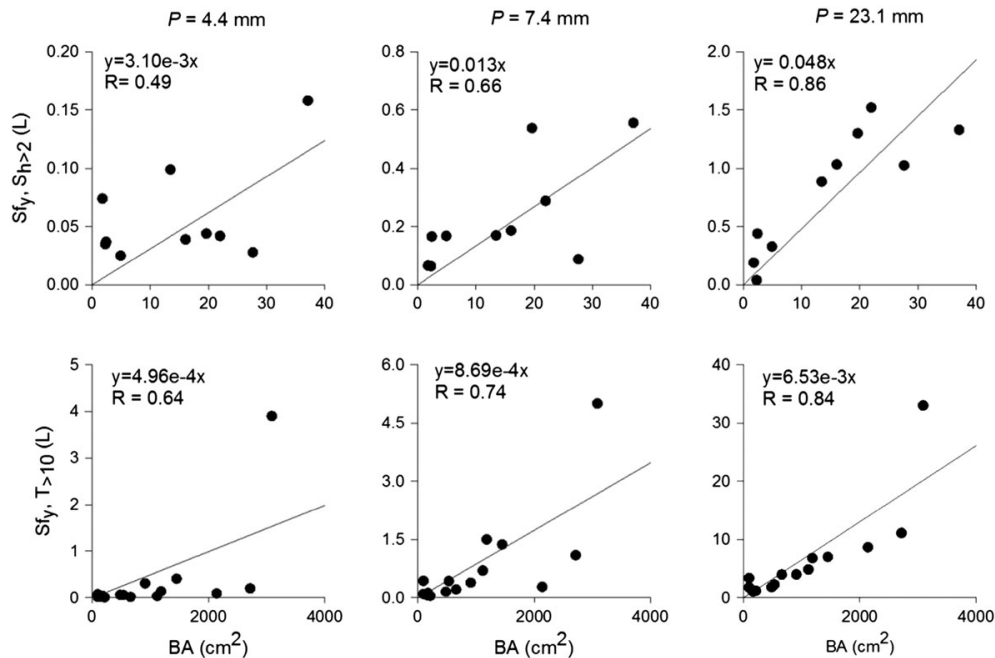 P = 4.4 mm
P = 7.4 mm
P = 23.1 mm
Sfy, Sh>2 (L)
0.20
0.15
0.10
0.05
0.00
y=3.10e-3x
R= 0.49
0 10 20 30 40
0.8
0.6
0.4
0.2
0.0
y=0.013x
R = 0.66
0 10 20 30 40
2.0
1.5
1.0
0.5
0.0
y= 0.048x
R = 0.86
0 10 20 30 40
Sfy, T>10 (L)
5
4
3
2
1
0
y=4.96e-4x
R = 0.64
0 2000 4000
BA (cm2)
6.0
4.5
3.0
1.5
0.0
y=8.69e-4x
R = 0.74
0 2000 4000
BA (cm2)
40
30
20
10
0
y=6.53e-3x
R = 0.84
0 2000 4000
BA (cm2)